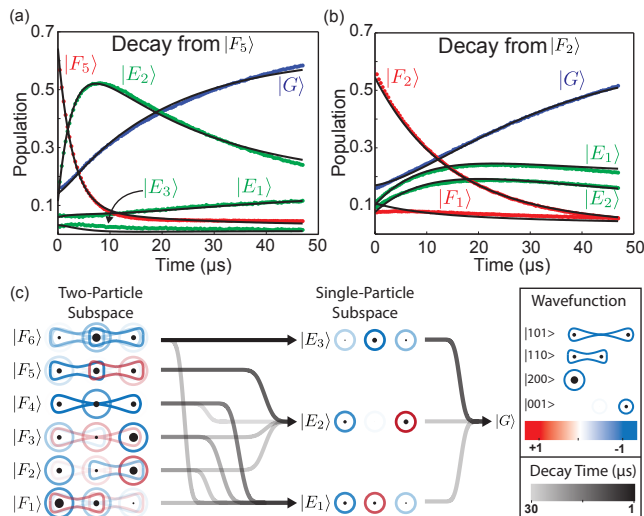 (a)
Decay from |F₅⟩
0.7
0.5
0.3
0.1
Population
|F₅⟩
|E₂⟩
|G⟩
|E₃⟩
|E₁⟩
0 10 20 30 40 50
Time (µs)
(b)
Decay from |F₂⟩
0.7
0.5
0.3
0.1
Population
|F₂⟩
|G⟩
|E₁⟩
|E₂⟩
|F₁⟩
0 10 20 30 40 50
Time (µs)
(c)
Two-Particle
Subspace
|F₆⟩
|F₅⟩
|F₄⟩
|F₃⟩
|F₂⟩
|F₁⟩
Single-Particle
Subspace
|E₃⟩
|E₂⟩
|E₁⟩
|G⟩
Wavefunction
|101>
|110>
|200>
|001>
+1 -1
Decay Time (µs)
30 1